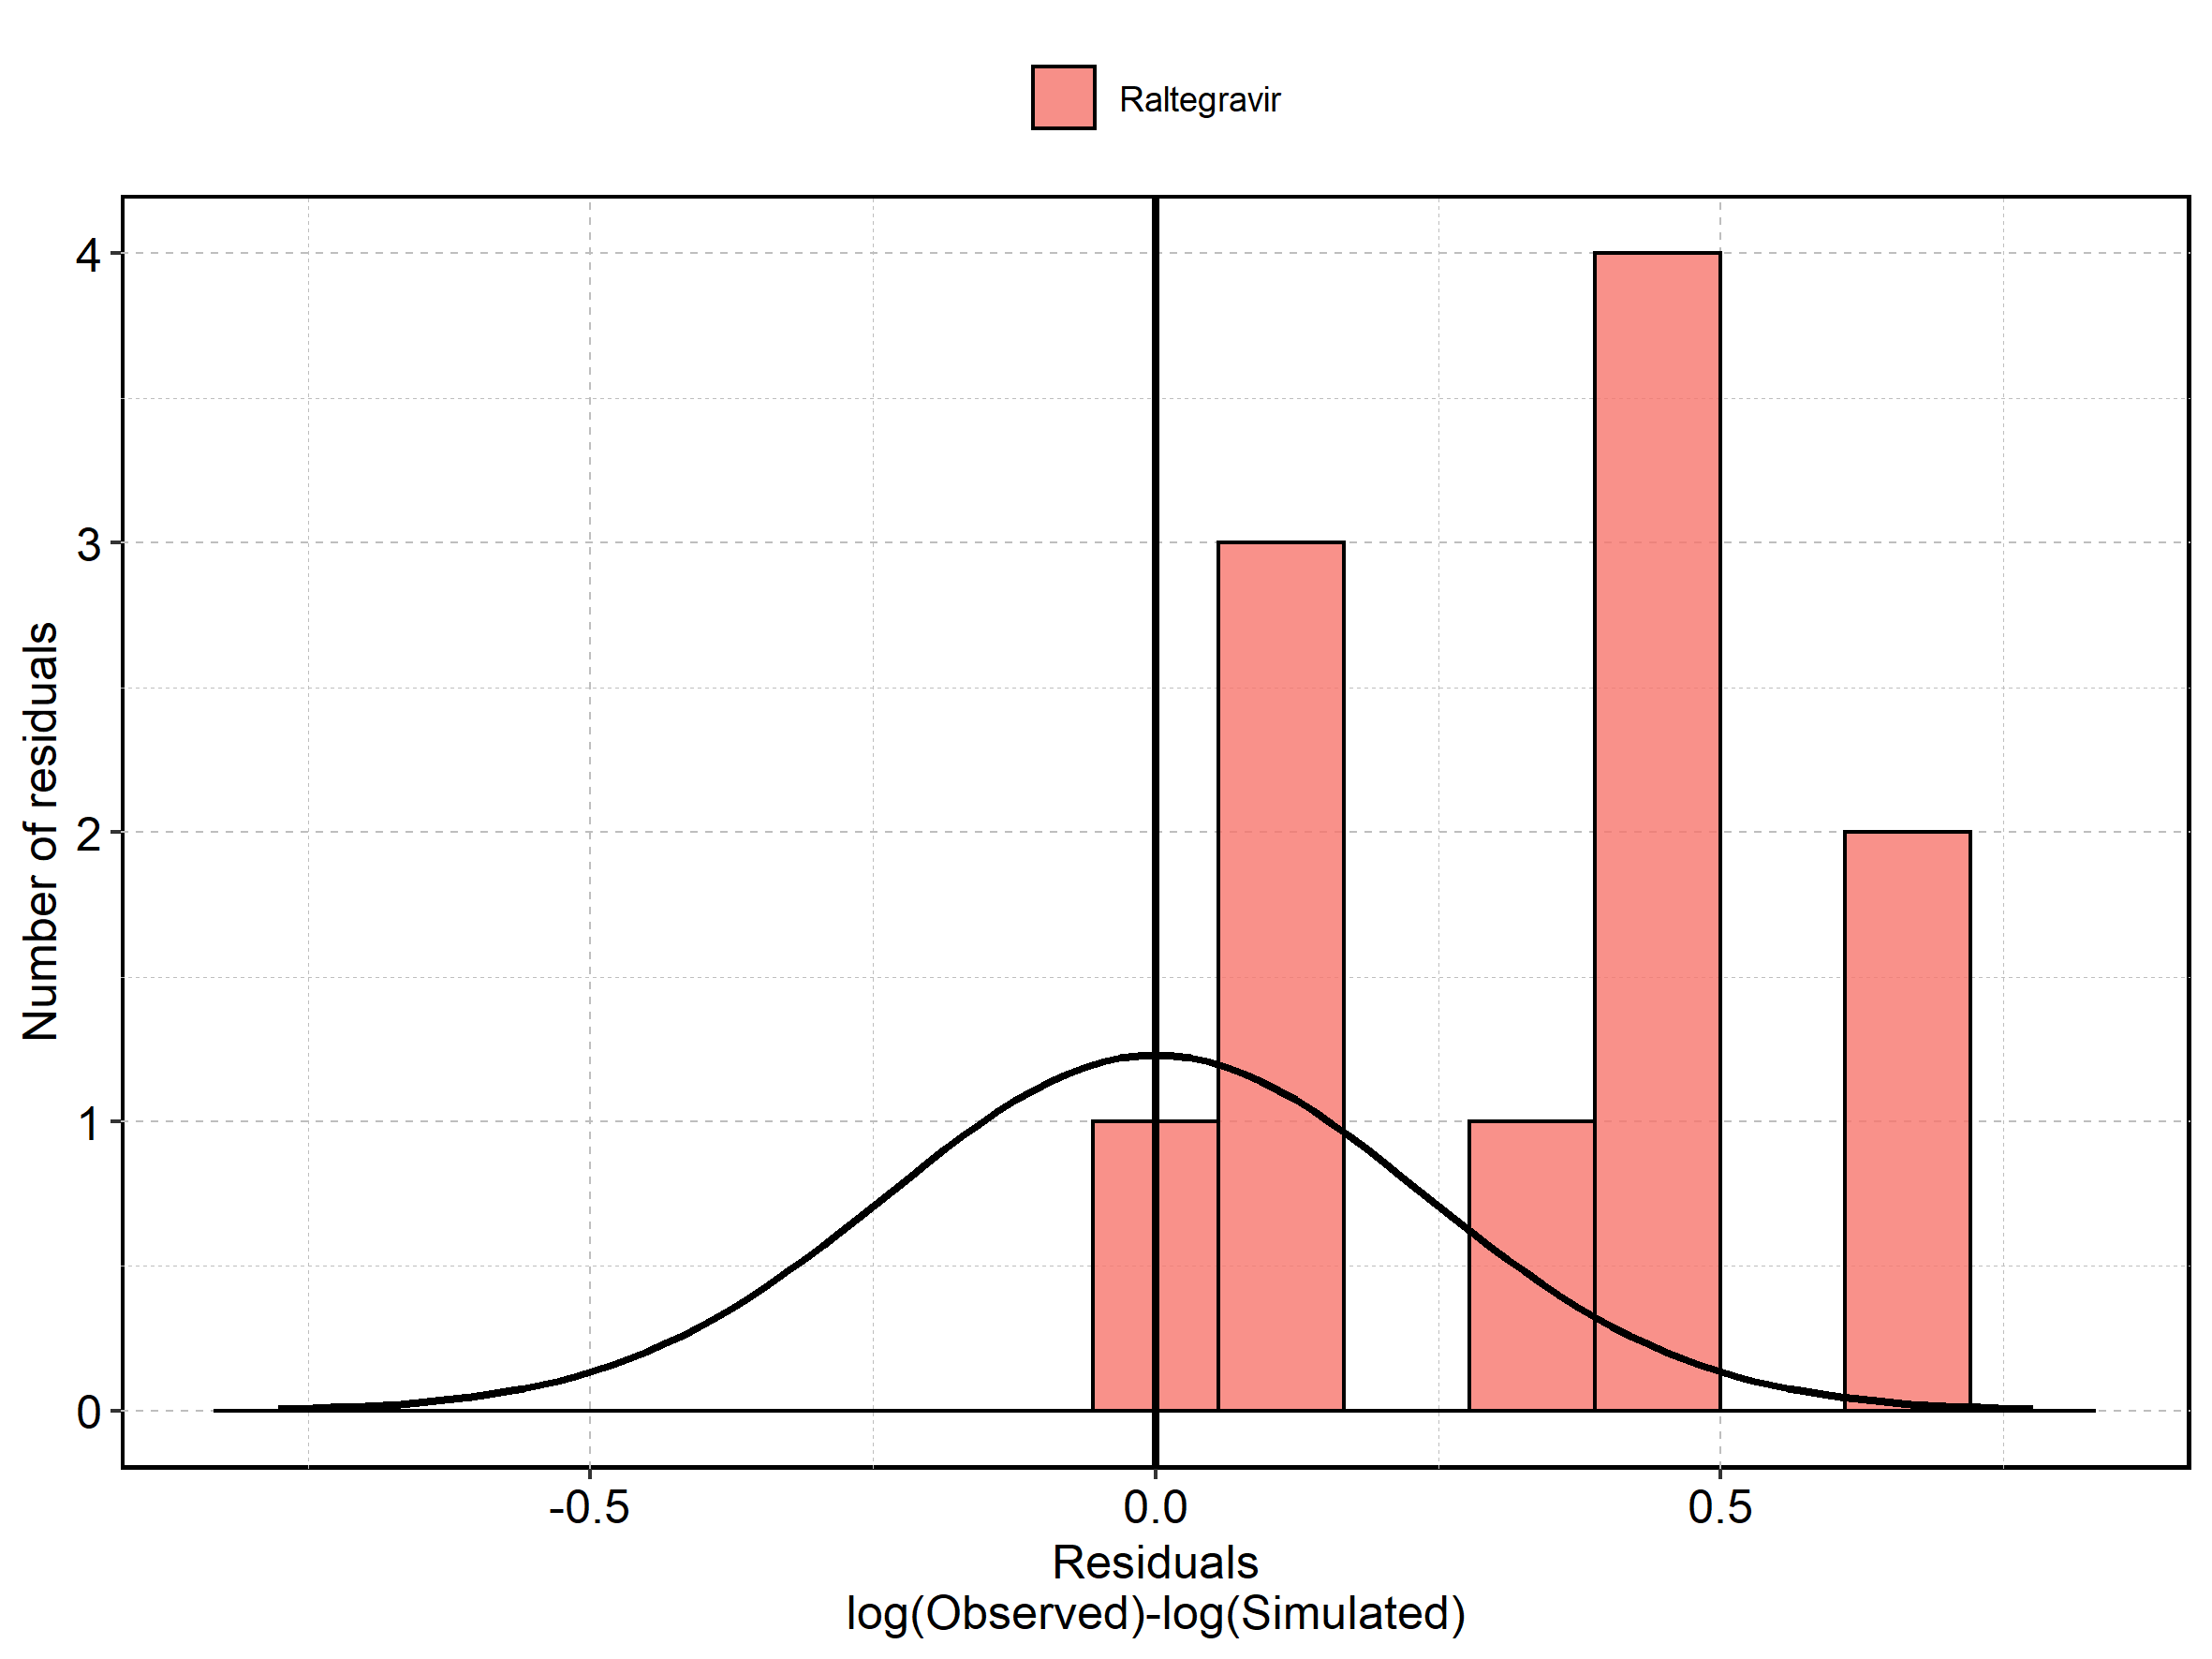 Raltegravir
4
3
2
1
0
Number of residuals
-0.5
0.0
0.5
Residuals
log(Observed)-log(Simulated)